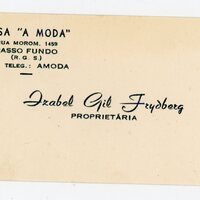 SA "A MODA"
RUA MOROM, 1459
PASSO FUNDO
(R. G. S.)
TELEG.: AMODA
Izabel Gil Frydberg
PROPRIETÁRIA